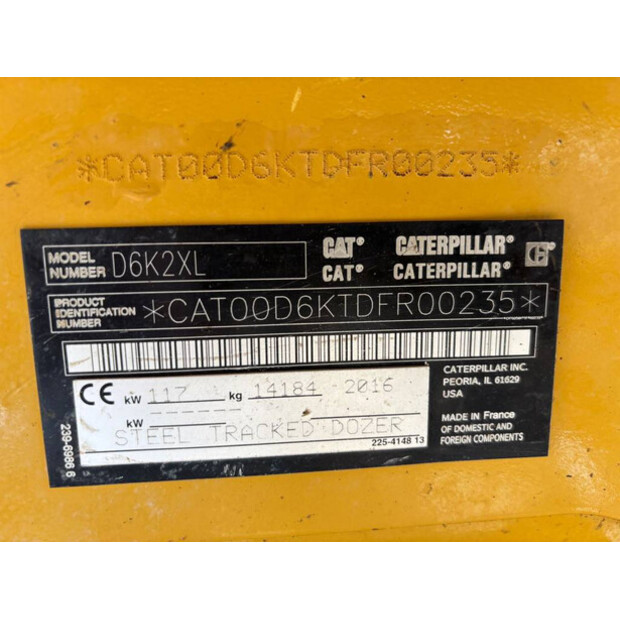 *CAT00D6KTDFR00235*
MODEL NUMBER D6K2XL
CAT® CATERPILLAR®
CAT® CATERPILLAR®
PRODUCT IDENTIFICATION NUMBER *CAT00D6KTDFR00235*
CATERPILLAR INC.
PEORIA, IL 61629
USA
CE kW 117 kg 14184 2016
kW
STEEL TRACKED DOZER
225-4148 13
MADE IN France
OF DOMESTIC AND
FOREIGN COMPONENTS
239-6986 6